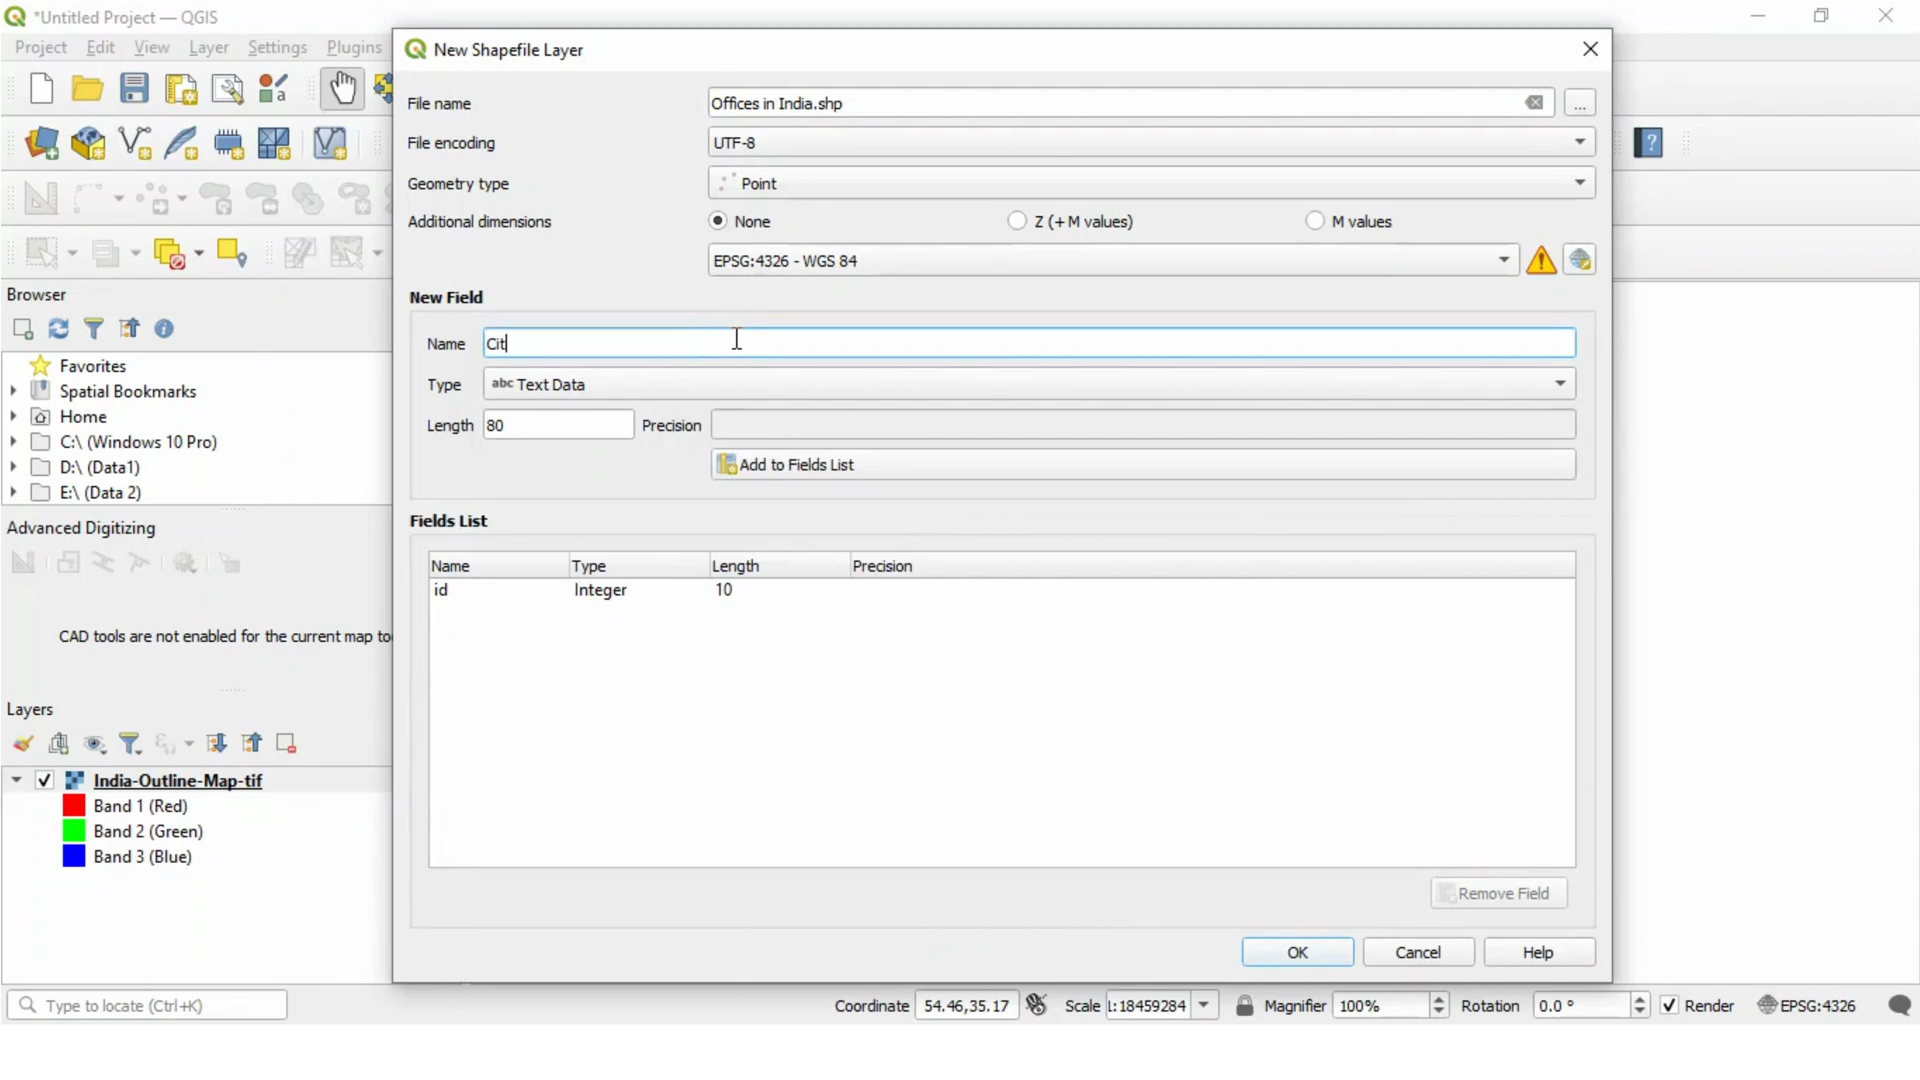 *Untitled Project — QGIS
Project Edit View Layer Settings Plugins
New Shapefile Layer
File name Offices in India.shp ...
File encoding UTF-8
Geometry type Point
Additional dimensions None Z (+ M values) M values
EPSG:4326 - WGS 84
New Field
Name Cit
Type abc Text Data
Length 80 Precision
Add to Fields List
Fields List
Name Type Length Precision
id Integer 10
Remove Field
OK Cancel Help
Browser
Favorites
Spatial Bookmarks
Home
C:\ (Windows 10 Pro)
D:\ (Data1)
E:\ (Data 2)
Advanced Digitizing
CAD tools are not enabled for the current map to
Layers
India-Outline-Map-tif
Band 1 (Red)
Band 2 (Green)
Band 3 (Blue)
Type to locate (Ctrl+K) Coordinate 54.46,35.17 Scale 1:18459284 Magnifier 100% Rotation 0.0 ° Render EPSG:4326